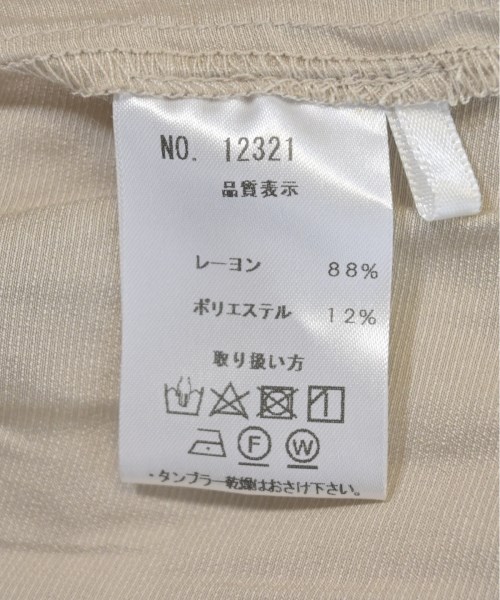 NO. 12321
品質表示
レーヨン 88%
ポリエステル 12%
取り扱い方
F W
・タンブラー乾燥はおさけ下さい。